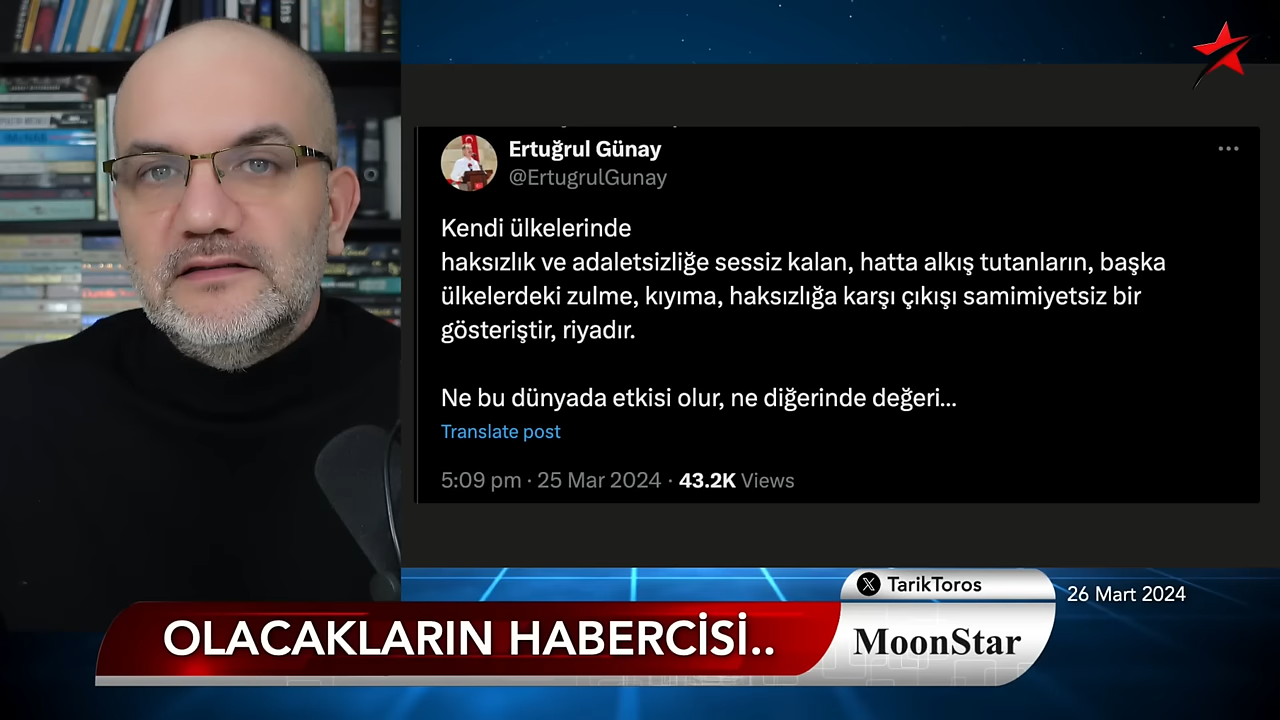 Ertuğrul Günay
@ErtugrulGunay
Kendi ülkelerinde
haksızlık ve adaletsizliğe sessiz kalan, hatta alkış tutanların, başka
ülkelerdeki zulme, kıyıma, haksızlığa karşı çıkışı samimiyetsiz bir
gösteriştir, riyadır.
Ne bu dünyada etkisi olur, ne diğerinde değeri...
Translate post
5:09 pm · 25 Mar 2024 · 43.2K Views
TarikToros
26 Mart 2024
OLACAKLARIN HABERCİSİ..
MoonStar